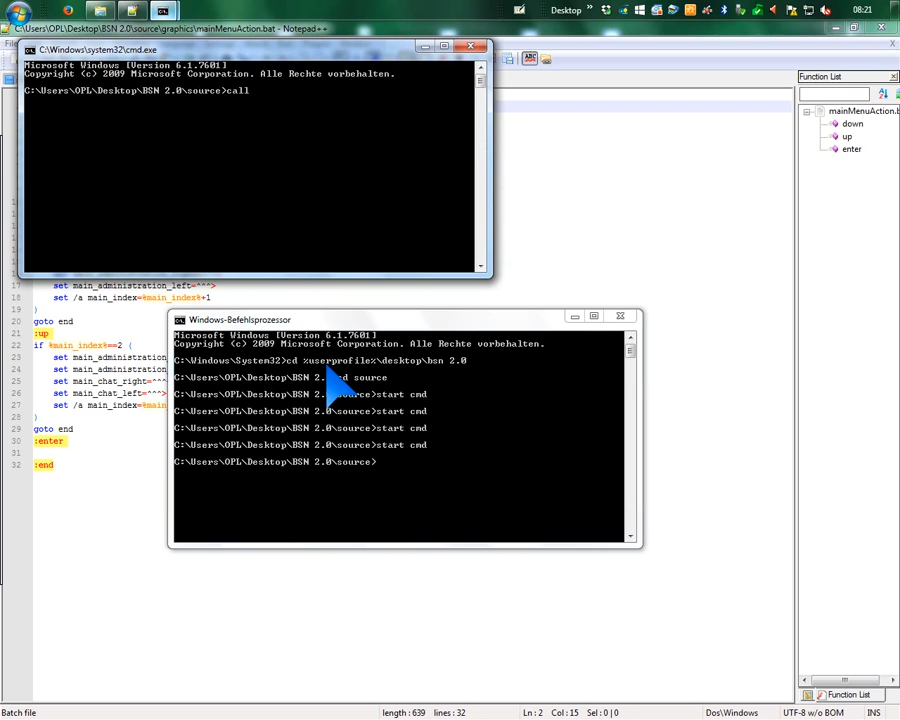 Desktop
»
08:21
C:\Users\OPL\Desktop\BSN 2.0\source\graphics\mainMenuAction.bat - Notepad++
C:\Windows\system32\cmd.exe
Microsoft Windows [Version 6.1.7601]
Copyright (c) 2009 Microsoft Corporation. Alle Rechte vorbehalten.
C:\Users\OPL\Desktop\BSN 2.0\source>call
Function List
mainMenuAction.b
down
up
enter
17 set main_administration_left=^^^>
18 set /a main_index=%main_index%+1
19 )
20 goto end
21 :up
22 if %main_index%==2 (
23 set main_administration
24 set main_administration
25 set main_chat_right=^^^
26 set main_chat_left=^^^>
27 set /a main_index=%main
28 )
29 goto end
30 :enter
31
32 :end
Windows-Befehlsprozessor
Microsoft Windows [Version 6.1.7601]
Copyright (c) 2009 Microsoft Corporation. Alle Rechte vorbehalten.
C:\Windows\System32>cd %userprofile%\desktop\bsn 2.0
C:\Users\OPL\Desktop\BSN 2. d source
C:\Users\OPL\Desktop\BSN 2.0\source>start cmd
C:\Users\OPL\Desktop\BSN 2.0\source>start cmd
C:\Users\OPL\Desktop\BSN 2.0\source>start cmd
C:\Users\OPL\Desktop\BSN 2.0\source>start cmd
C:\Users\OPL\Desktop\BSN 2.0\source>
Function List
Batch file
length : 639 lines : 32
Ln : 2 Col : 15 Sel : 0 | 0
Dos\Windows
UTF-8 w/o BOM
INS